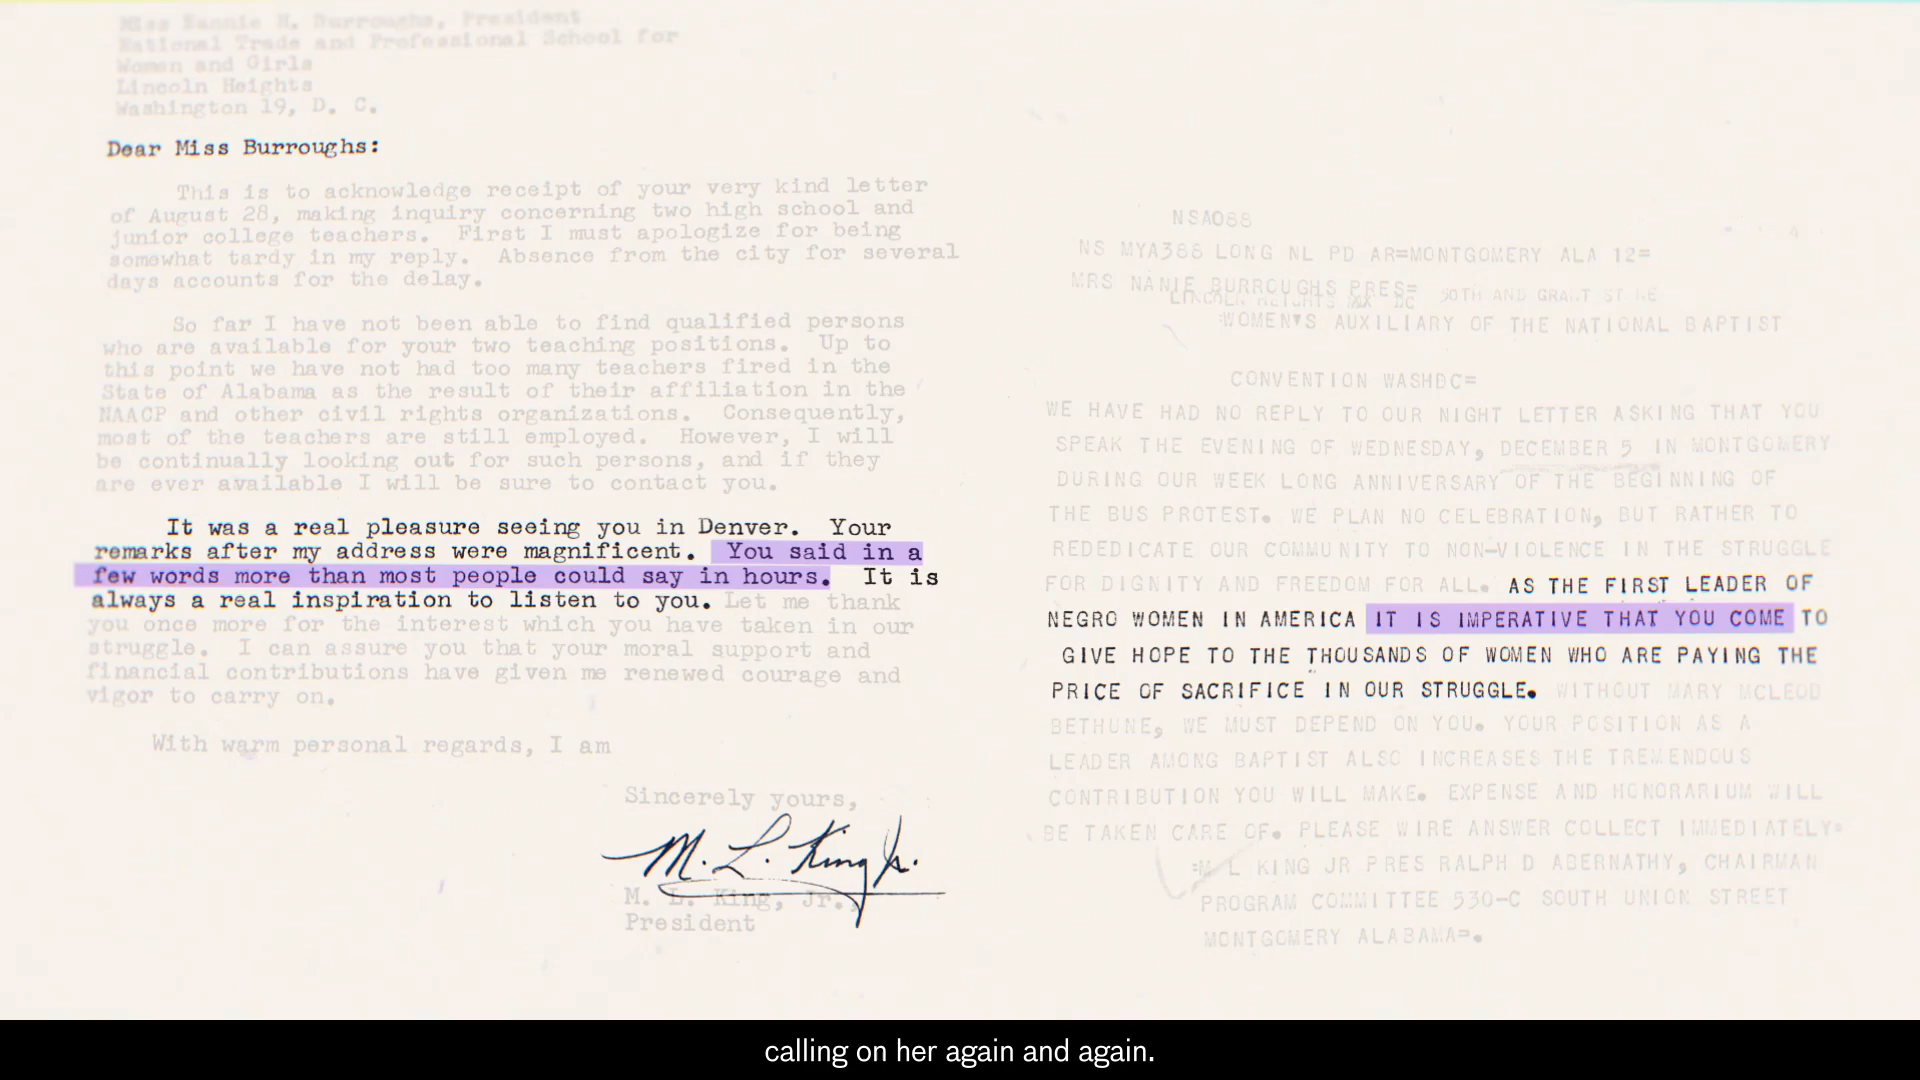 Miss Nannie H. Burroughs, President
National Trade and Professional School for
Women and Girls
Lincoln Heights
Washington 19, D. C.
Dear Miss Burroughs:
This is to acknowledge receipt of your very kind letter
of August 28, making inquiry concerning two high school and
junior college teachers. First I must apologize for being
somewhat tardy in my reply. Absence from the city for several
days accounts for the delay.
So far I have not been able to find qualified persons
who are available for your two teaching positions. Up to
this point we have not had too many teachers fired in the
State of Alabama as the result of their affiliation in the
NAACP and other civil rights organizations. Consequently,
most of the teachers are still employed. However, I will
be continually looking out for such persons, and if they
are ever available I will be sure to contact you.
It was a real pleasure seeing you in Denver. Your
remarks after my address were magnificent. You said in a
few words more than most people could say in hours. It is
always a real inspiration to listen to you. Let me thank
you once more for the interest which you have taken in our
struggle. I can assure you that your moral support and
financial contributions have given me renewed courage and
vigor to carry on.
With warm personal regards, I am
Sincerely yours,
M. L. King Jr.
M. L. King, Jr.,
President
NSA088
NS MYA388 LONG NL PD AR=MONTGOMERY ALA 12=
MRS NANIE BURROUGHS PRES=
LINCOLN HEIGHTS DC 50TH AND GRANT ST NE
=WOMEN'S AUXILIARY OF THE NATIONAL BAPTIST
CONVENTION WASHDC=
WE HAVE HAD NO REPLY TO OUR NIGHT LETTER ASKING THAT YOU
SPEAK THE EVENING OF WEDNESDAY, DECEMBER 5 IN MONTGOMERY
DURING OUR WEEK LONG ANNIVERSARY OF THE BEGINNING OF
THE BUS PROTEST. WE PLAN NO CELEBRATION, BUT RATHER TO
REDEDICATE OUR COMMUNITY TO NON-VIOLENCE IN THE STRUGGLE
FOR DIGNITY AND FREEDOM FOR ALL. AS THE FIRST LEADER OF
NEGRO WOMEN IN AMERICA IT IS IMPERATIVE THAT YOU COME TO
GIVE HOPE TO THE THOUSANDS OF WOMEN WHO ARE PAYING THE
PRICE OF SACRIFICE IN OUR STRUGGLE. WITHOUT MARY MCLEOD
BETHUNE, WE MUST DEPEND ON YOU. YOUR POSITION AS A
LEADER AMONG BAPTIST ALSO INCREASES THE TREMENDOUS
CONTRIBUTION YOU WILL MAKE. EXPENSE AND HONORARIUM WILL
BE TAKEN CARE OF. PLEASE WIRE ANSWER COLLECT IMMEDIATELY=
=M L KING JR PRES RALPH D ABERNATHY, CHAIRMAN
PROGRAM COMMITTEE 530-C SOUTH UNION STREET
MONTGOMERY ALABAMA=.
calling on her again and again.